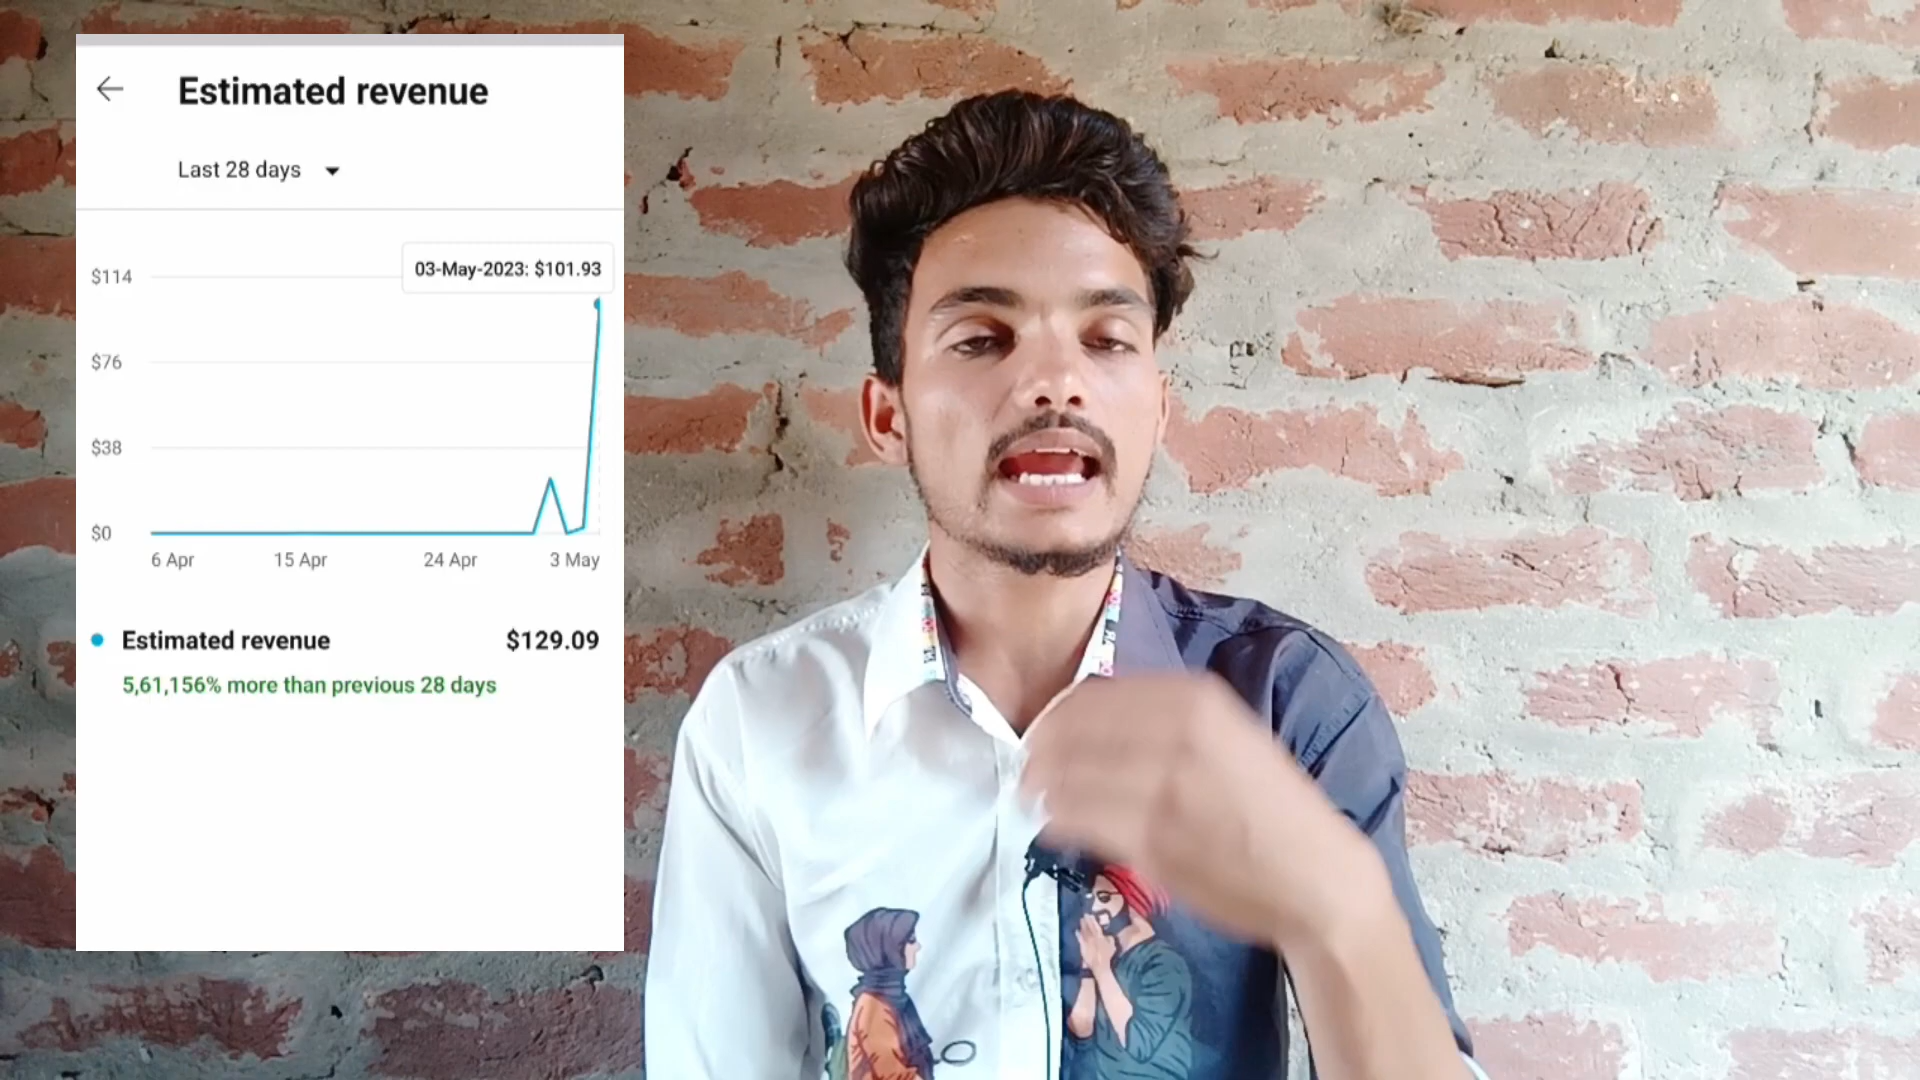 Estimated revenue
Last 28 days
03-May-2023: $101.93
$114
$76
$38
$0
6 Apr 15 Apr 24 Apr 3 May
Estimated revenue $129.09
5,61,156% more than previous 28 days